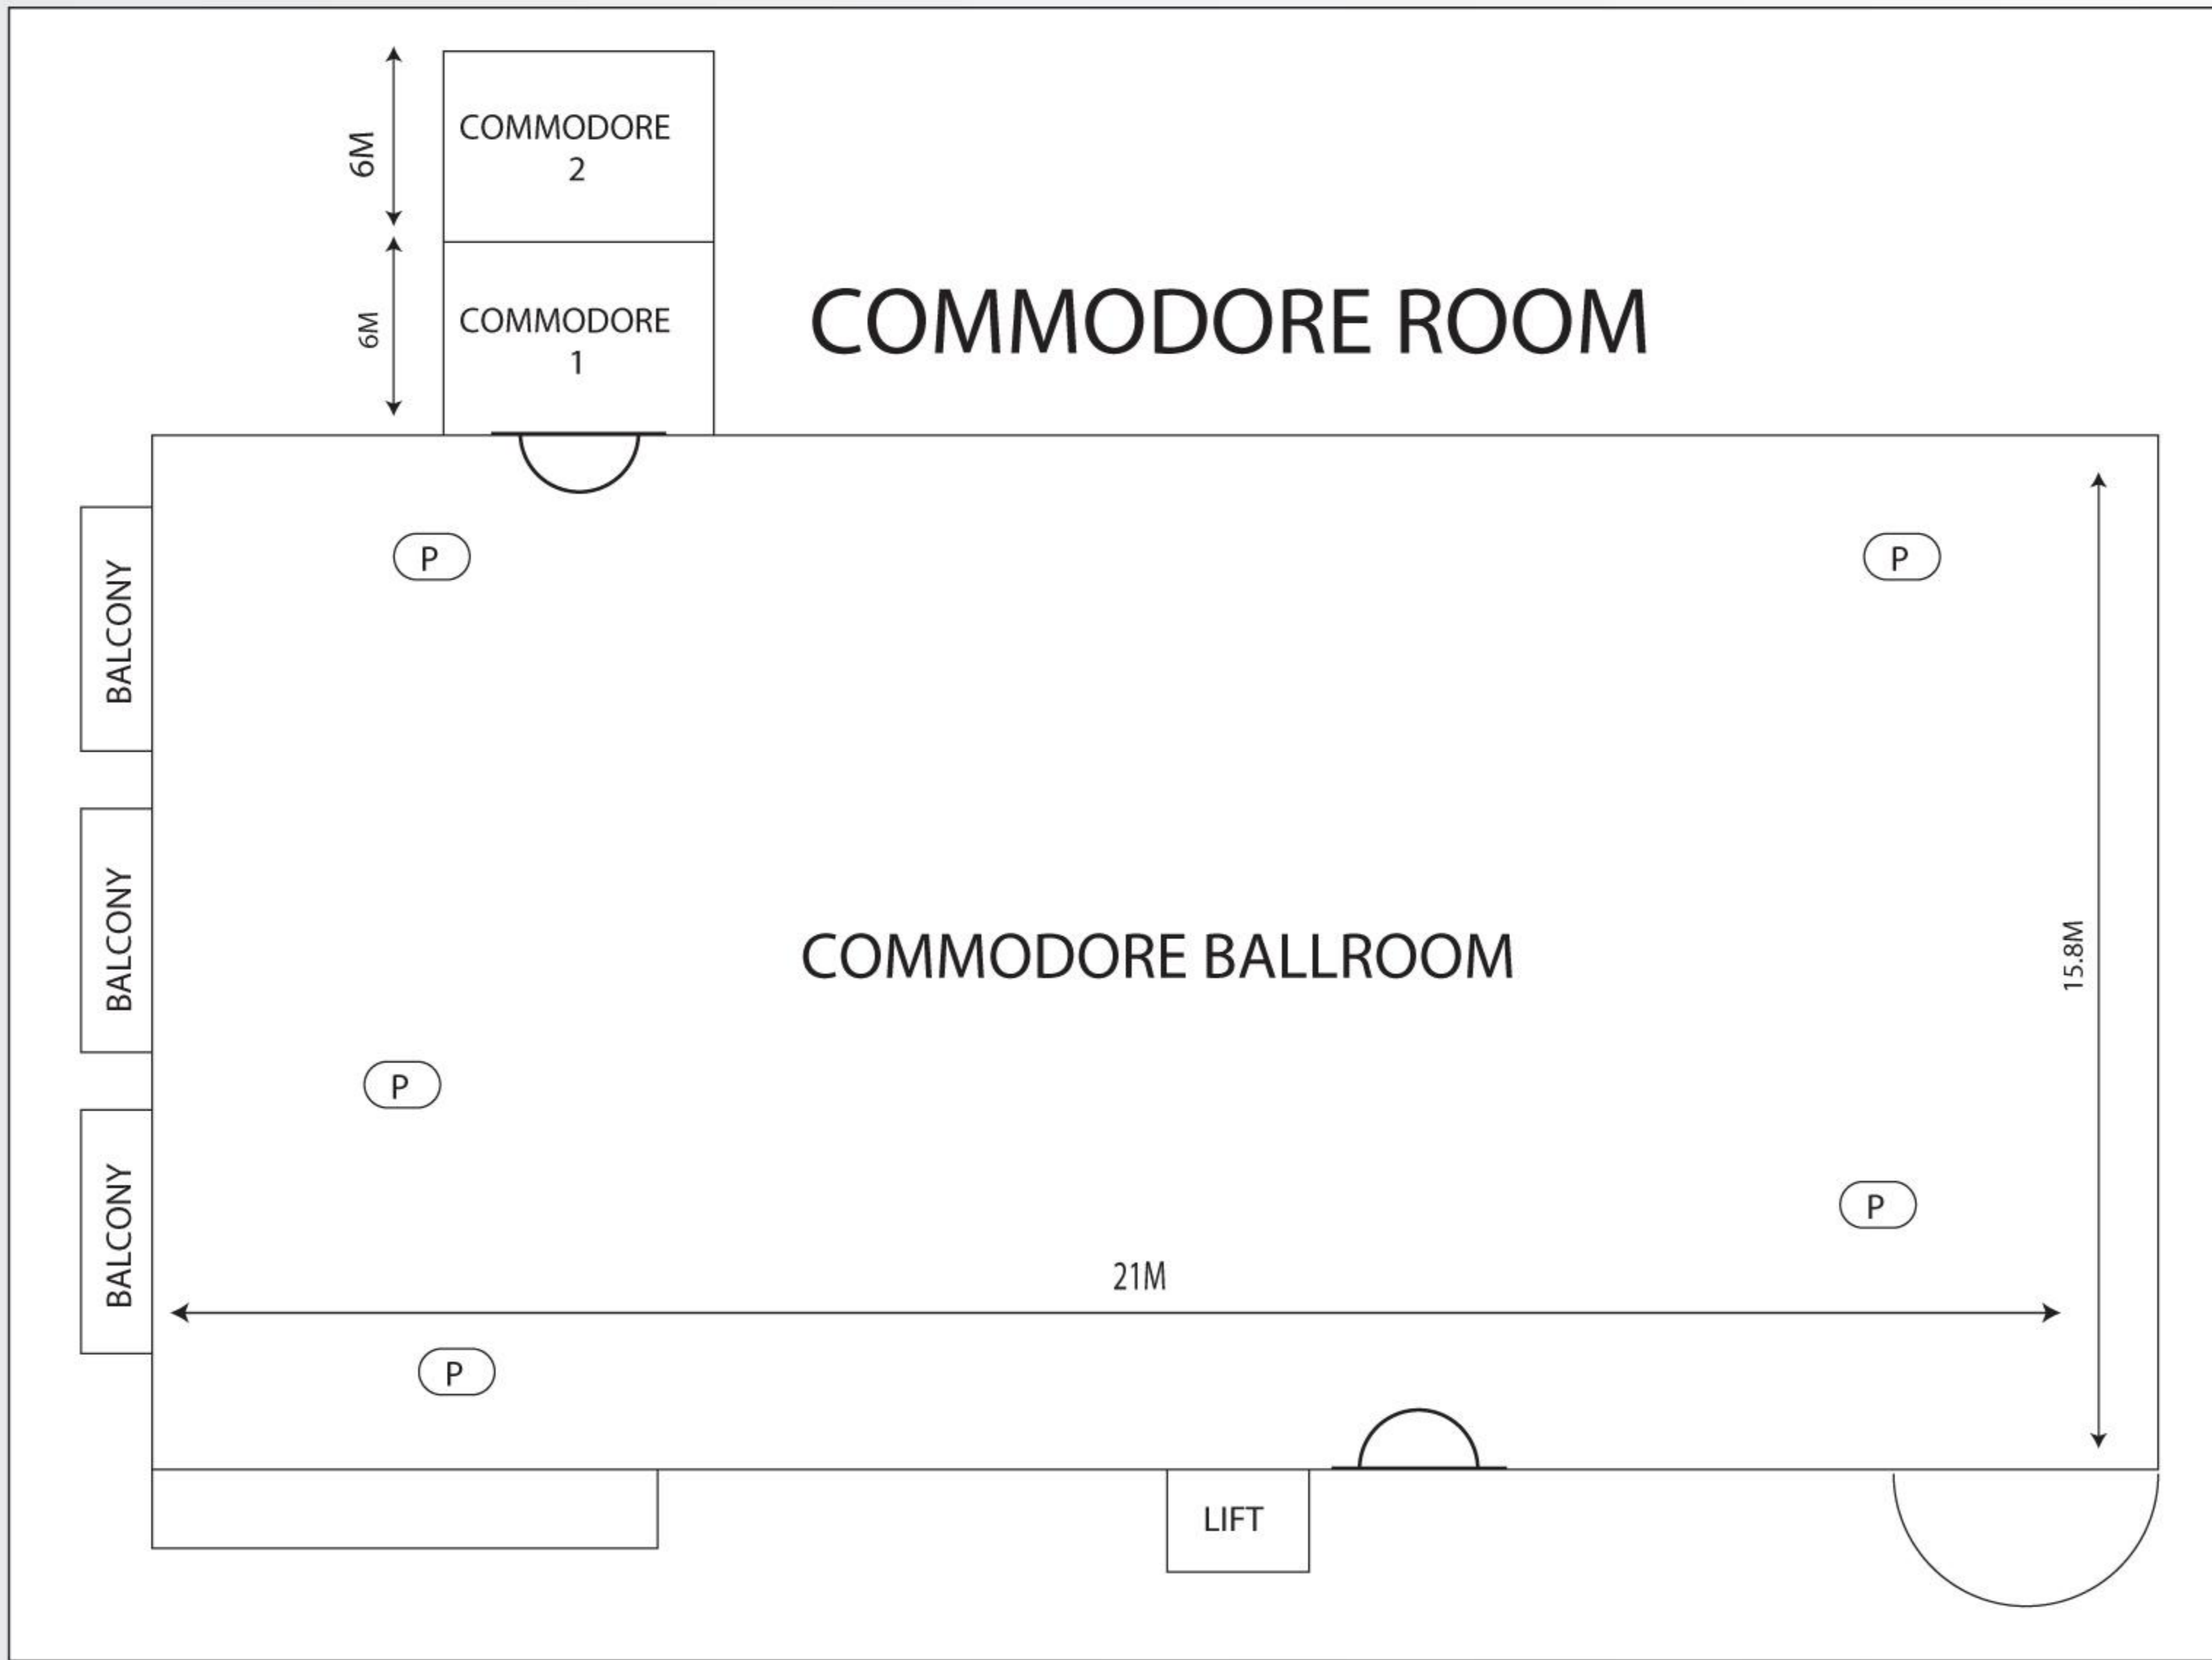 6M
COMMODORE
2
6M
COMMODORE
1
COMMODORE ROOM
P
P
BALCONY
BALCONY
COMMODORE BALLROOM
15.8M
P
BALCONY
P
21M
P
LIFT